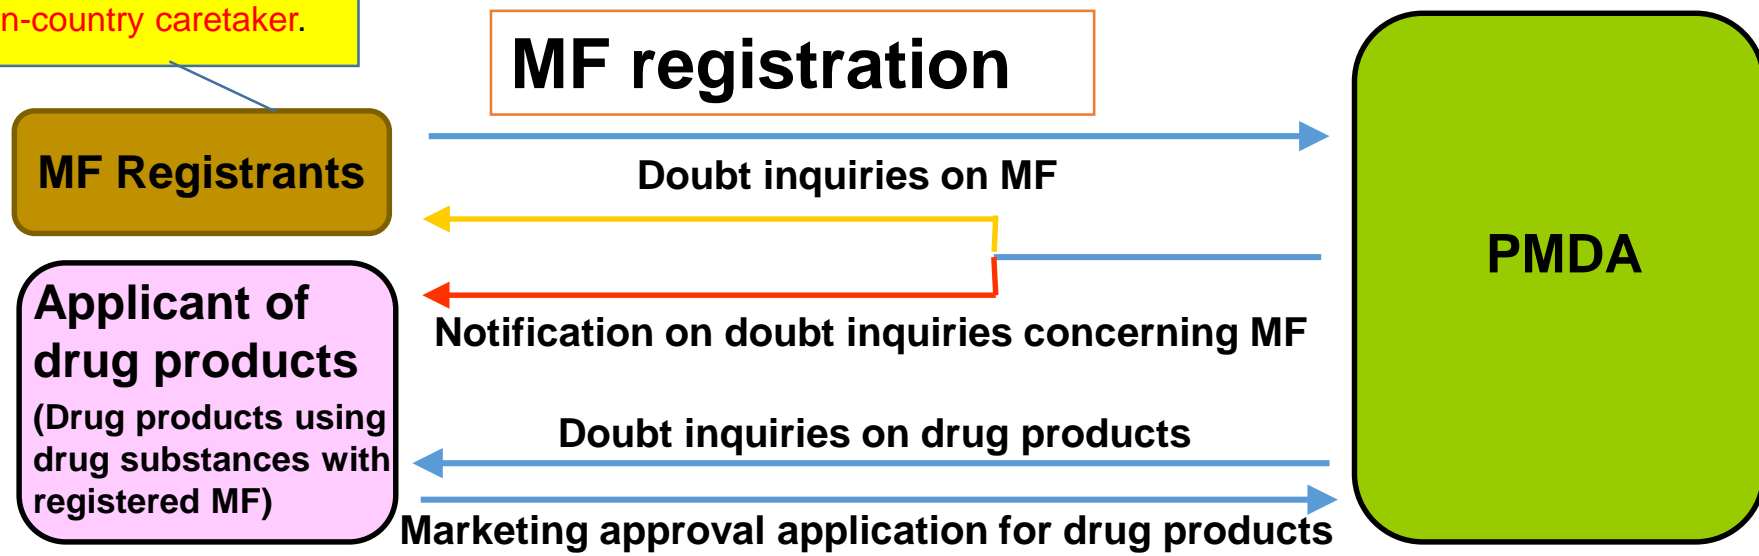 n-country caretaker.
MF registration
MF Registrants
Doubt inquiries on MF
PMDA
Applicant of
drug products
(Drug products using
drug substances with
registered MF)
Notification on doubt inquiries concerning MF
Doubt inquiries on drug products
Marketing approval application for drug products